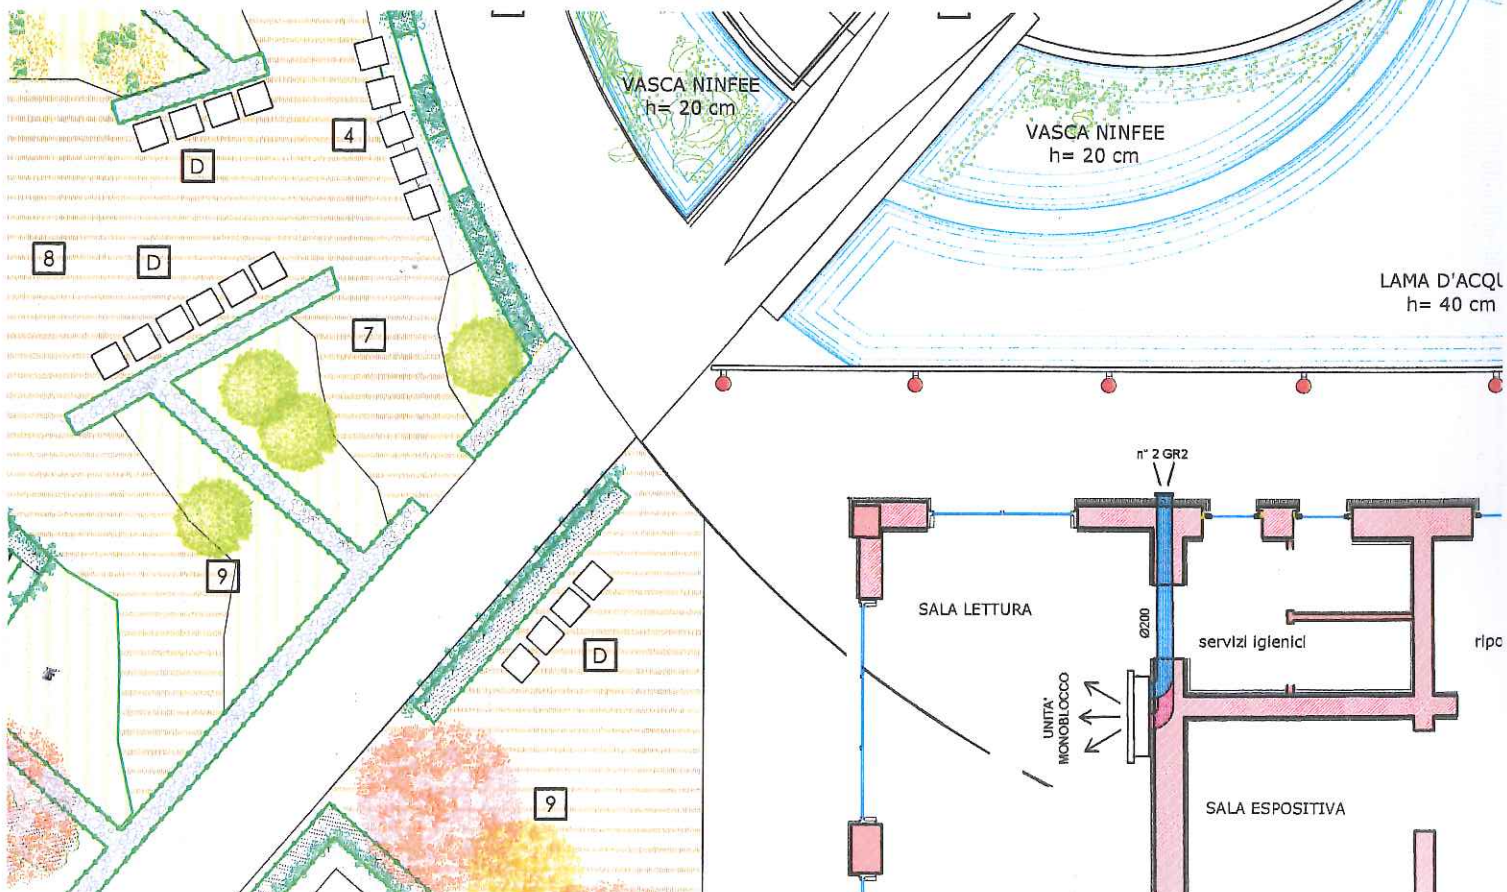 VASCA NINFEE
h= 20 cm
VASCA NINFEE
h= 20 cm
4
D
8
D
LAMA D'ACQU
h= 40 cm
7
n° 2 GR2
9
SALA LETTURA
Ø200
servizi igienici
ripo
D
UNITA'
MONOBLOCCO
9
SALA ESPOSITIVA